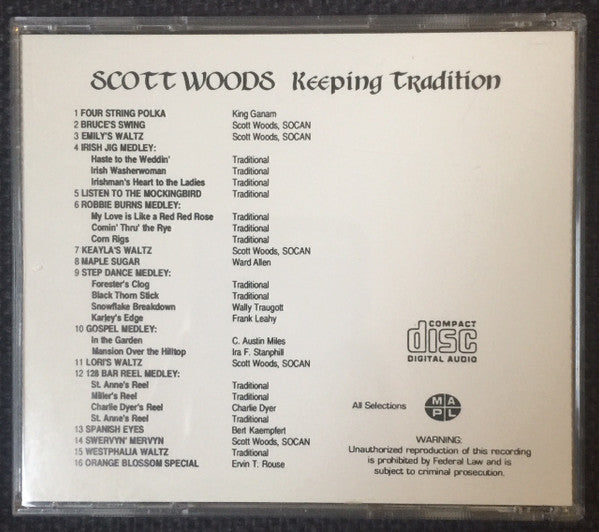 SCOTT WOODS Keeping Tradition
1 FOUR STRING POLKA King Ganam
2 BRUCE'S SWING Scott Woods, SOCAN
3 EMILY'S WALTZ Scott Woods, SOCAN
4 IRISH JIG MEDLEY:
Haste to the Weddin' Traditional
Irish Washerwoman Traditional
Irishman's Heart to the Ladies Traditional
5 LISTEN TO THE MOCKINGBIRD Traditional
6 ROBBIE BURNS MEDLEY:
My Love is Like a Red Red Rose Traditional
Comin' Thru' the Rye Traditional
Corn Rigs Traditional
7 KEAYLA'S WALTZ Scott Woods, SOCAN
8 MAPLE SUGAR Ward Allen
9 STEP DANCE MEDLEY:
Forester's Clog Traditional
Black Thorn Stick Traditional
Snowflake Breakdown Wally Traugott
Karley's Edge Frank Leahy
10 GOSPEL MEDLEY:
In the Garden C. Austin Miles
Mansion Over the Hilltop Ira F. Stanphill
11 LORI'S WALTZ Scott Woods, SOCAN
12 128 BAR REEL MEDLEY:
St. Anne's Reel Traditional
Miller's Reel Traditional
Charlie Dyer's Reel Charlie Dyer
St. Anne's Reel Traditional
13 SPANISH EYES Bert Kaempfert
14 SWERVYN' MERVYN Scott Woods, SOCAN
15 WESTPHALIA WALTZ Traditional
16 ORANGE BLOSSOM SPECIAL Ervin T. Rouse
COMPACT
disc
DIGITAL AUDIO
All Selections
M A
P L
WARNING:
Unauthorized reproduction of this recording
is prohibited by Federal Law and is
subject to criminal prosecution.